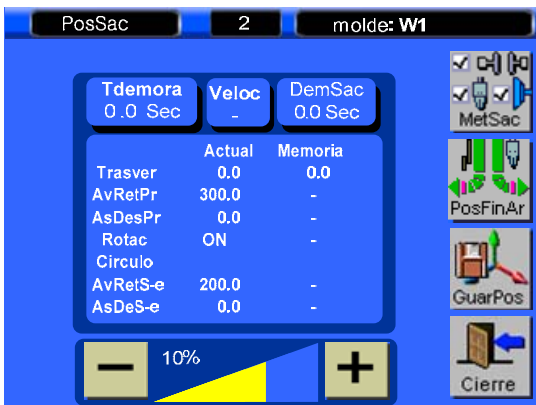 PosSac 2 molde: W1
Tdemora Veloc DemSac
0.0 Sec - 0.0 Sec
MetSac
Actual Memoria
Trasver 0.0 0.0
AvRetPr 300.0 -
AsDesPr 0.0 -
Rotac ON -
Circulo
AvRetS-e 200.0 -
AsDeS-e 0.0 -
PosFinAr
GuarPos
− 10% +
Cierre